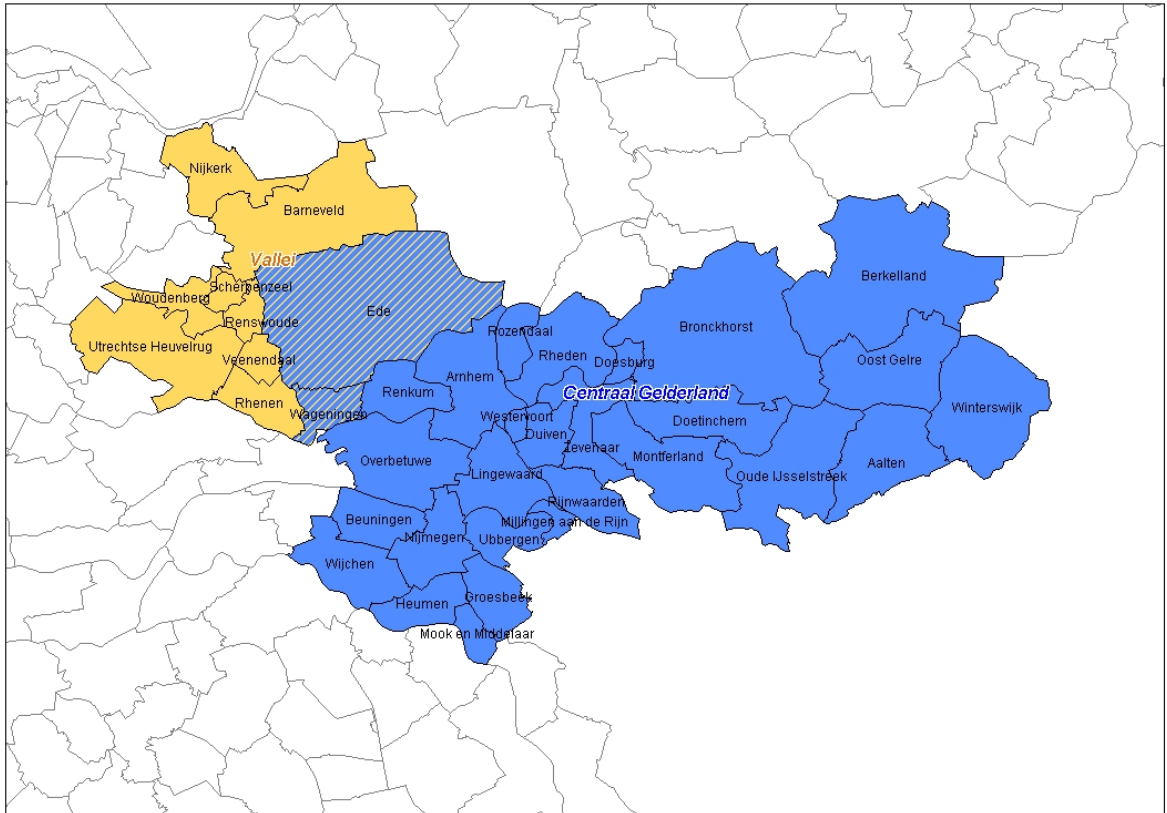 Nijkerk
Barneveld
Vallei
Scherpenzeel
Woudenberg
Renswoude
Utrechtse Heuvelrug
Veenendaal
Rhenen
Ede
Wageningen
Berkelland
Bronckhorst
Rozendaal
Rheden
Doesburg
Oost Gelre
Arnhem
Renkum
Centraal Gelderland
Winterswijk
Westervoort
Duiven
Doetinchem
Zevenaar
Montferland
Overbetuwe
Lingewaard
Oude IJsselstreek
Aalten
Rijnwaarden
Beuningen
Millingen aan de Rijn
Nijmegen
Ubbergen
Wijchen
Groesbeek
Heumen
Mook en Middelaar